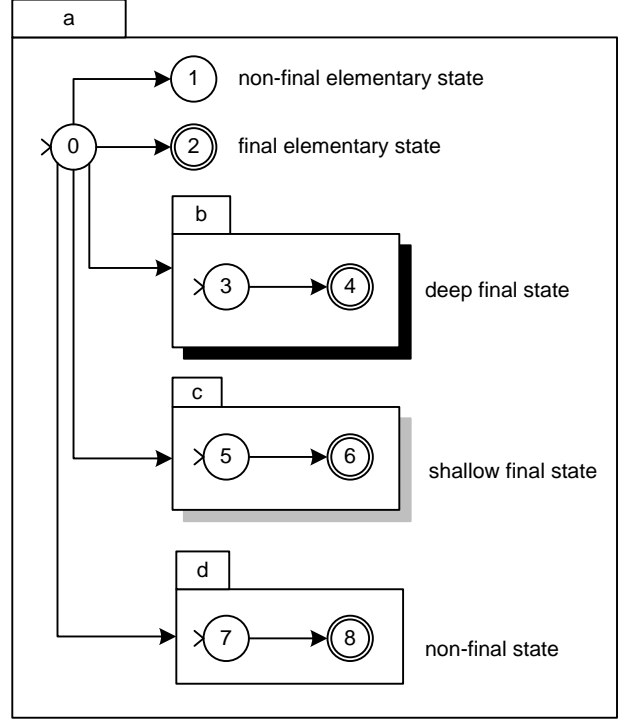 a
1 non-final elementary state
0 2 final elementary state
b
3 4 deep final state
c
5 6 shallow final state
d
7 8 non-final state